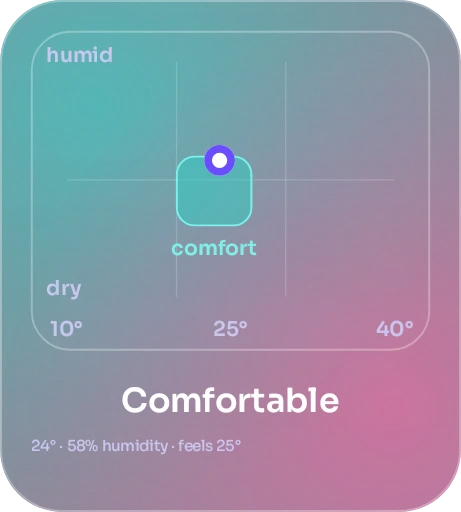 humid
comfort
dry
10° 25° 40°
Comfortable
24° · 58% humidity · feels 25°